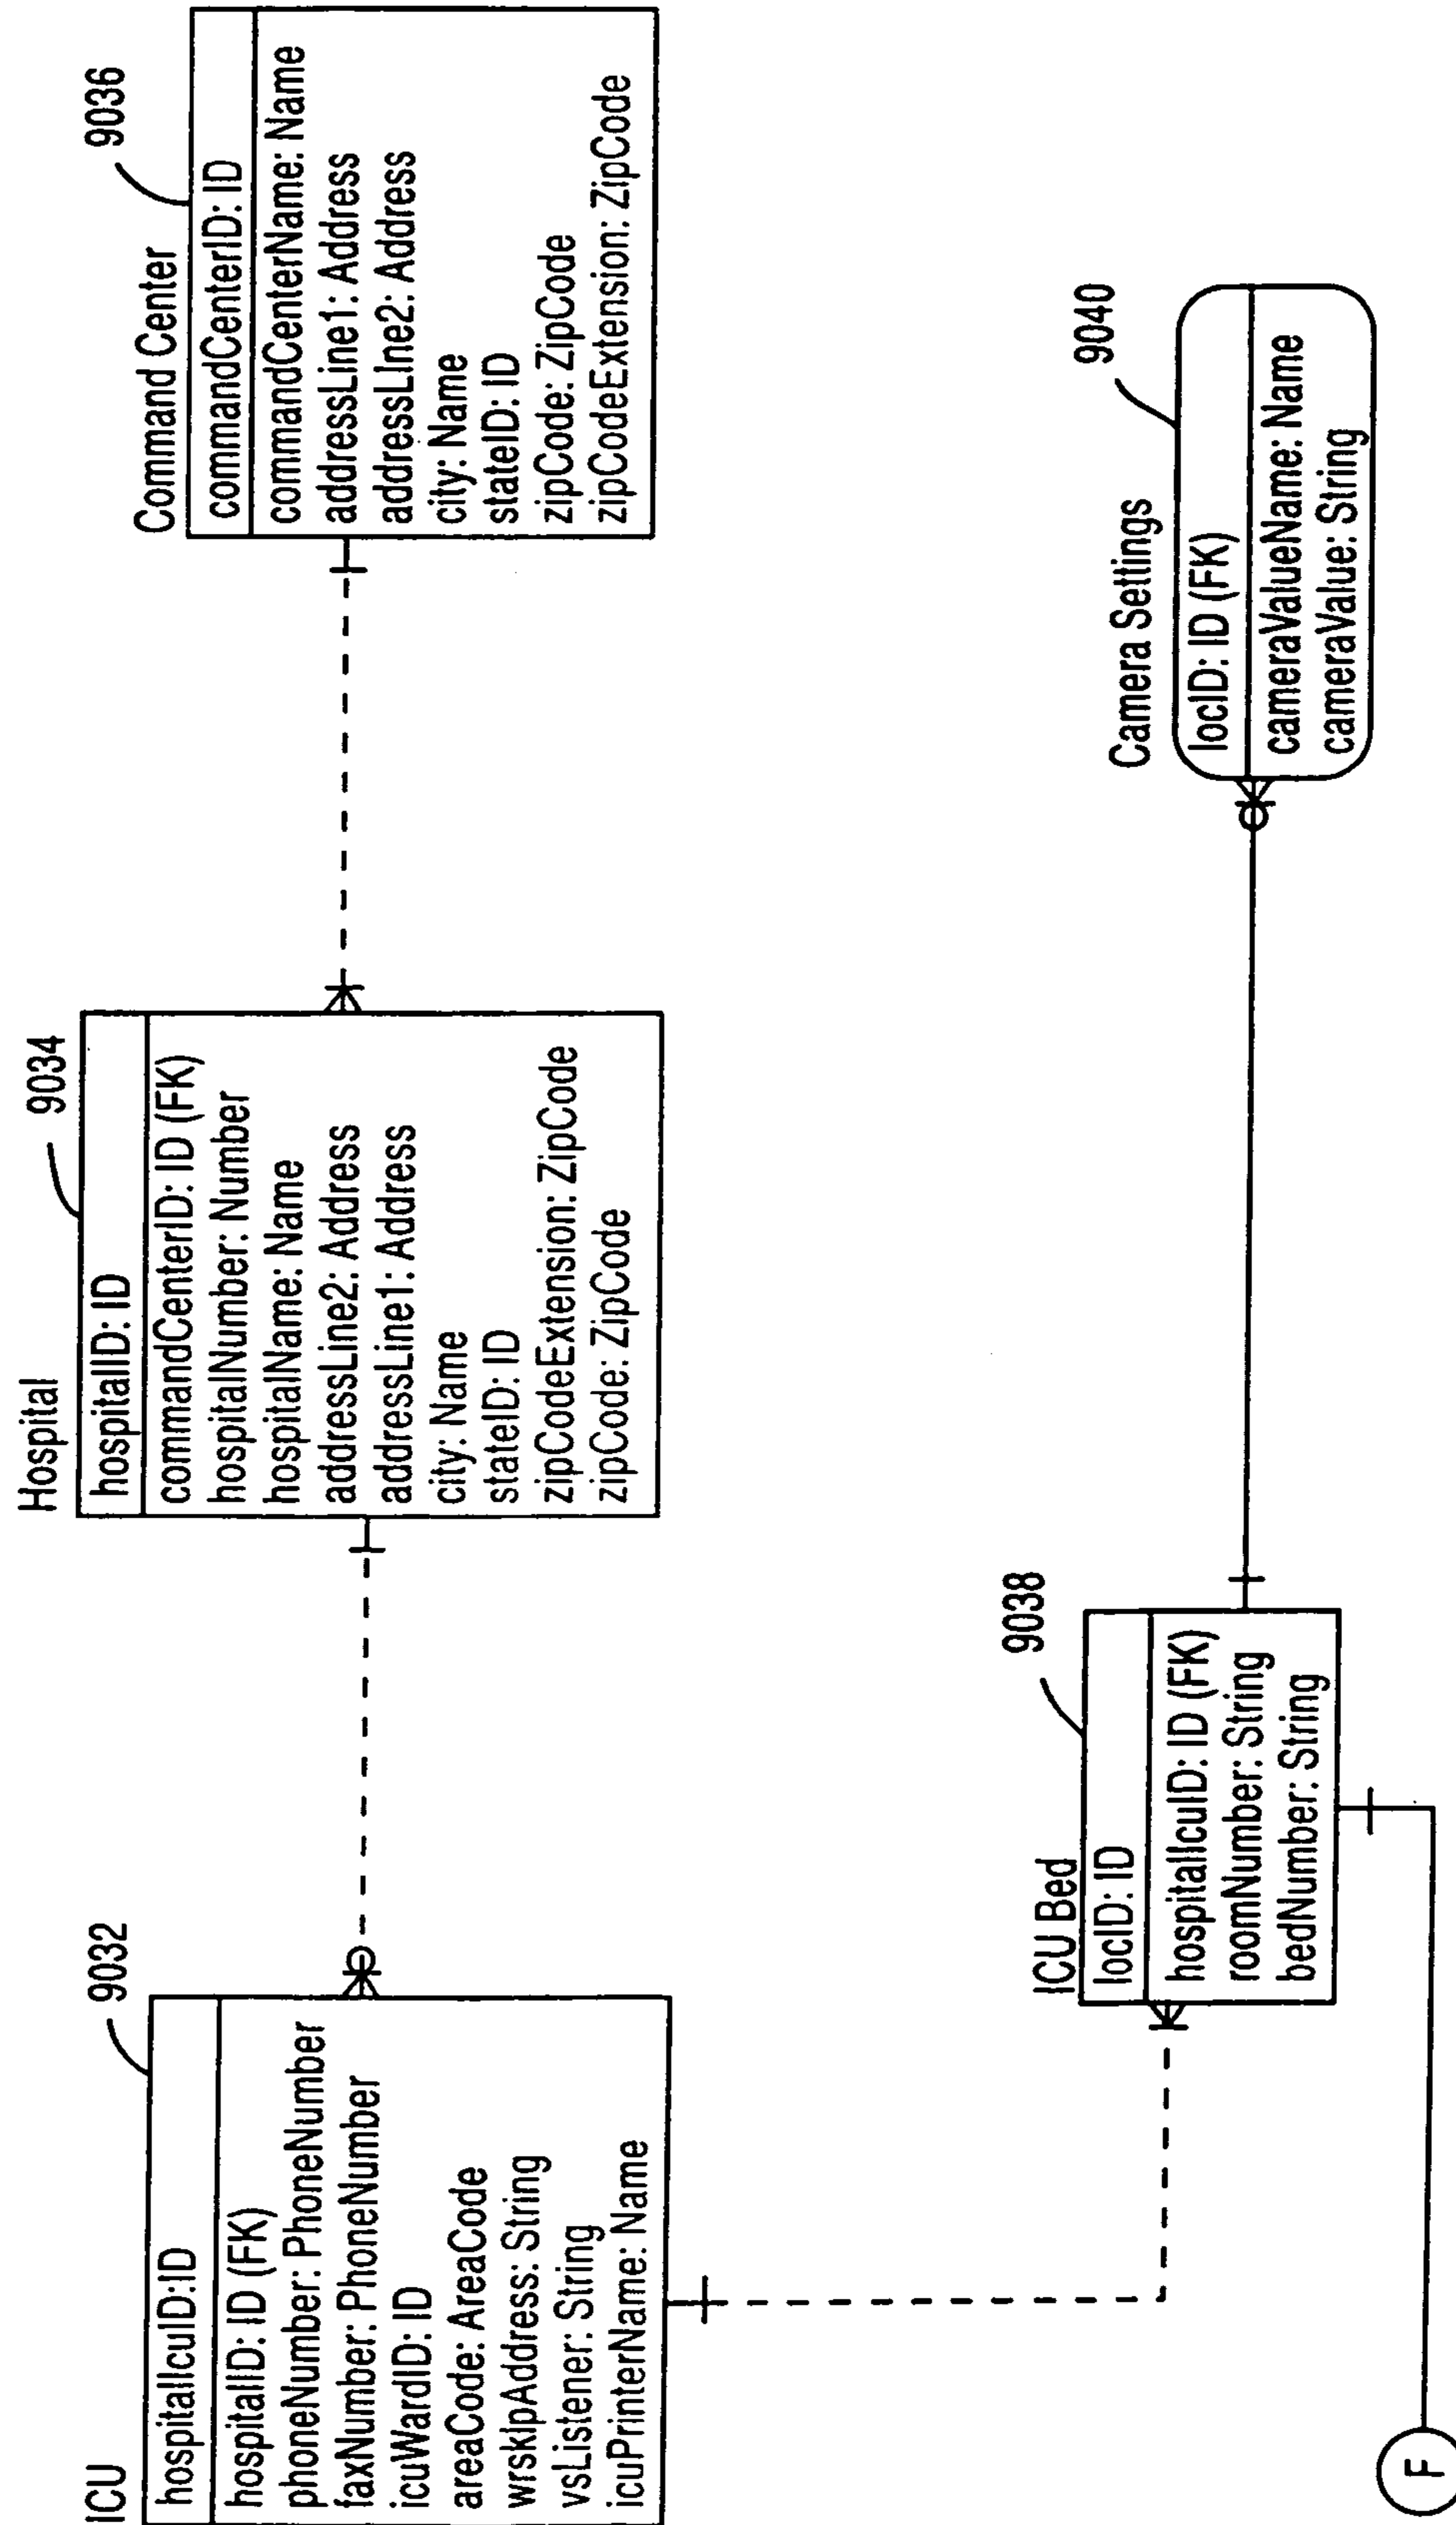 ICU
9032
hospitalIcuID:ID
hospitalID: ID (FK)
phoneNumber: PhoneNumber
faxNumber: PhoneNumber
icuWardID: ID
areaCode: AreaCode
wrskIpAddress: String
vsListener: String
icuPrinterName: Name
Hospital
9034
hospitalID: ID
commandCenterID: ID (FK)
hospitalNumber: Number
hospitalName: Name
addressLine2: Address
addressLine1: Address
city: Name
stateID: ID
zipCodeExtension: ZipCode
zipCode: ZipCode
Command Center
9036
commandCenterID: ID
commandCenterName: Name
addressLine1: Address
addressLIne2: Address
city: Name
stateID: ID
zipCode: ZipCode
zipCodeExtension: ZipCode
ICU Bed
9038
locID: ID
hospitalIcuID: ID (FK)
roomNumber: String
bedNumber: String
Camera Settings
9040
locID: ID (FK)
cameraValueName: Name
cameraValue: String
F